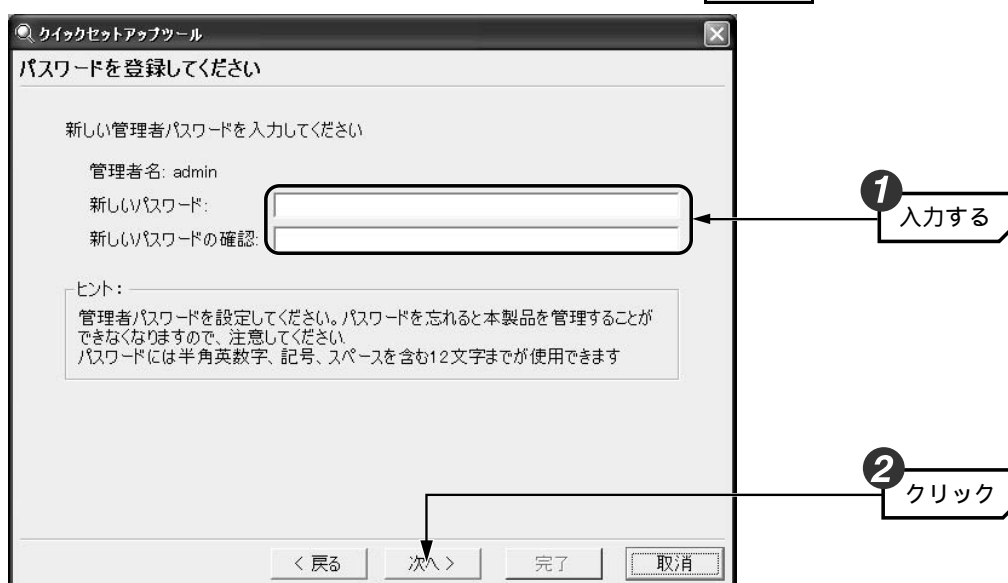 クイックセットアップツール
パスワードを登録してください
新しい管理者パスワードを入力してください
管理者名: admin
新しいパスワード:
新しいパスワードの確認:
1
入力する
ヒント:
管理者パスワードを設定してください。パスワードを忘れると本製品を管理することが
できなくなりますので、注意してください
パスワードには半角英数字、記号、スペースを含む12文字までが使用できます
2
クリック
< 戻る
次へ >
完了
取消